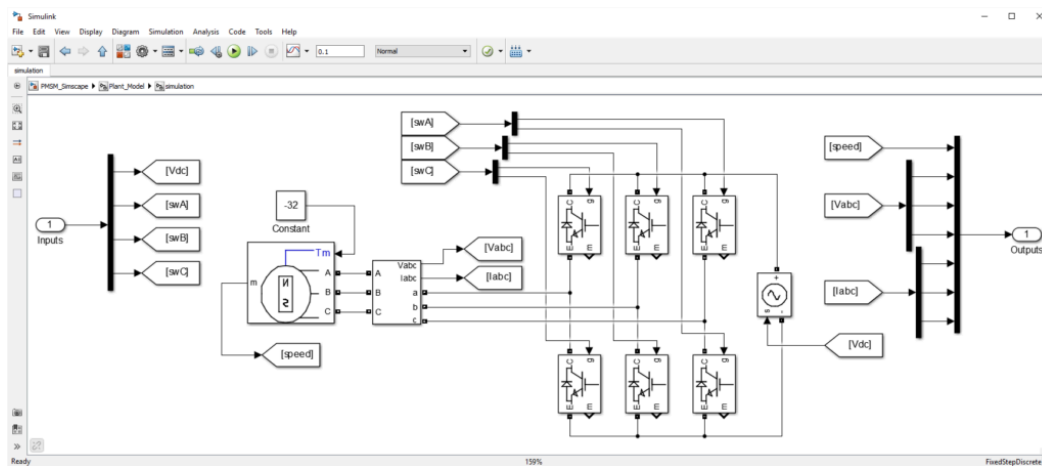 Simulink
File Edit View Display Diagram Simulation Analysis Code Tools Help
0.1 Normal
simulation
PMSM_Simscape Plant_Model simulation
1
Inputs
[Vdc]
[swA]
[swB]
[swC]
-32
Constant
Tm
m
N
S
A
B
C
[speed]
A
B
C
Vabc
Iabc
a
b
c
[Vabc]
[Iabc]
[swA]
[swB]
[swC]
C g
E m
C g
E m
C g
E m
C g
E m
C g
E m
C g
E m
+
s -
[Vdc]
[speed]
[Vabc]
[Iabc]
1
Outputs
Ready 159% FixedStepDiscrete